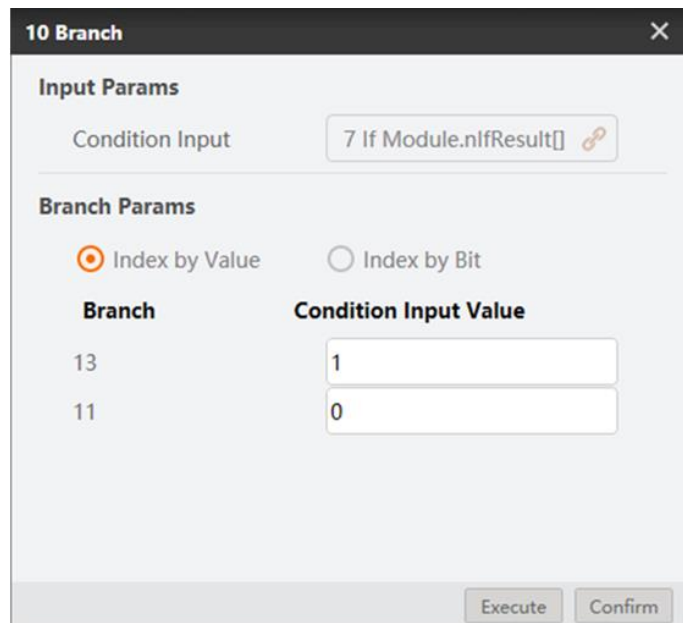 10 Branch
Input Params
Condition Input 7 If Module.nIfResult[]
Branch Params
Index by Value Index by Bit
Branch Condition Input Value
13 1
11 0
Execute Confirm